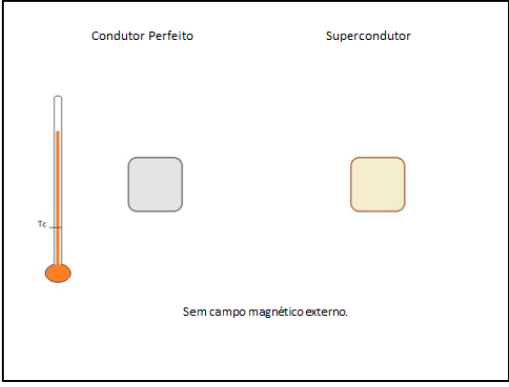 Condutor Perfeito
Supercondutor
Tc
Sem campo magnético externo.